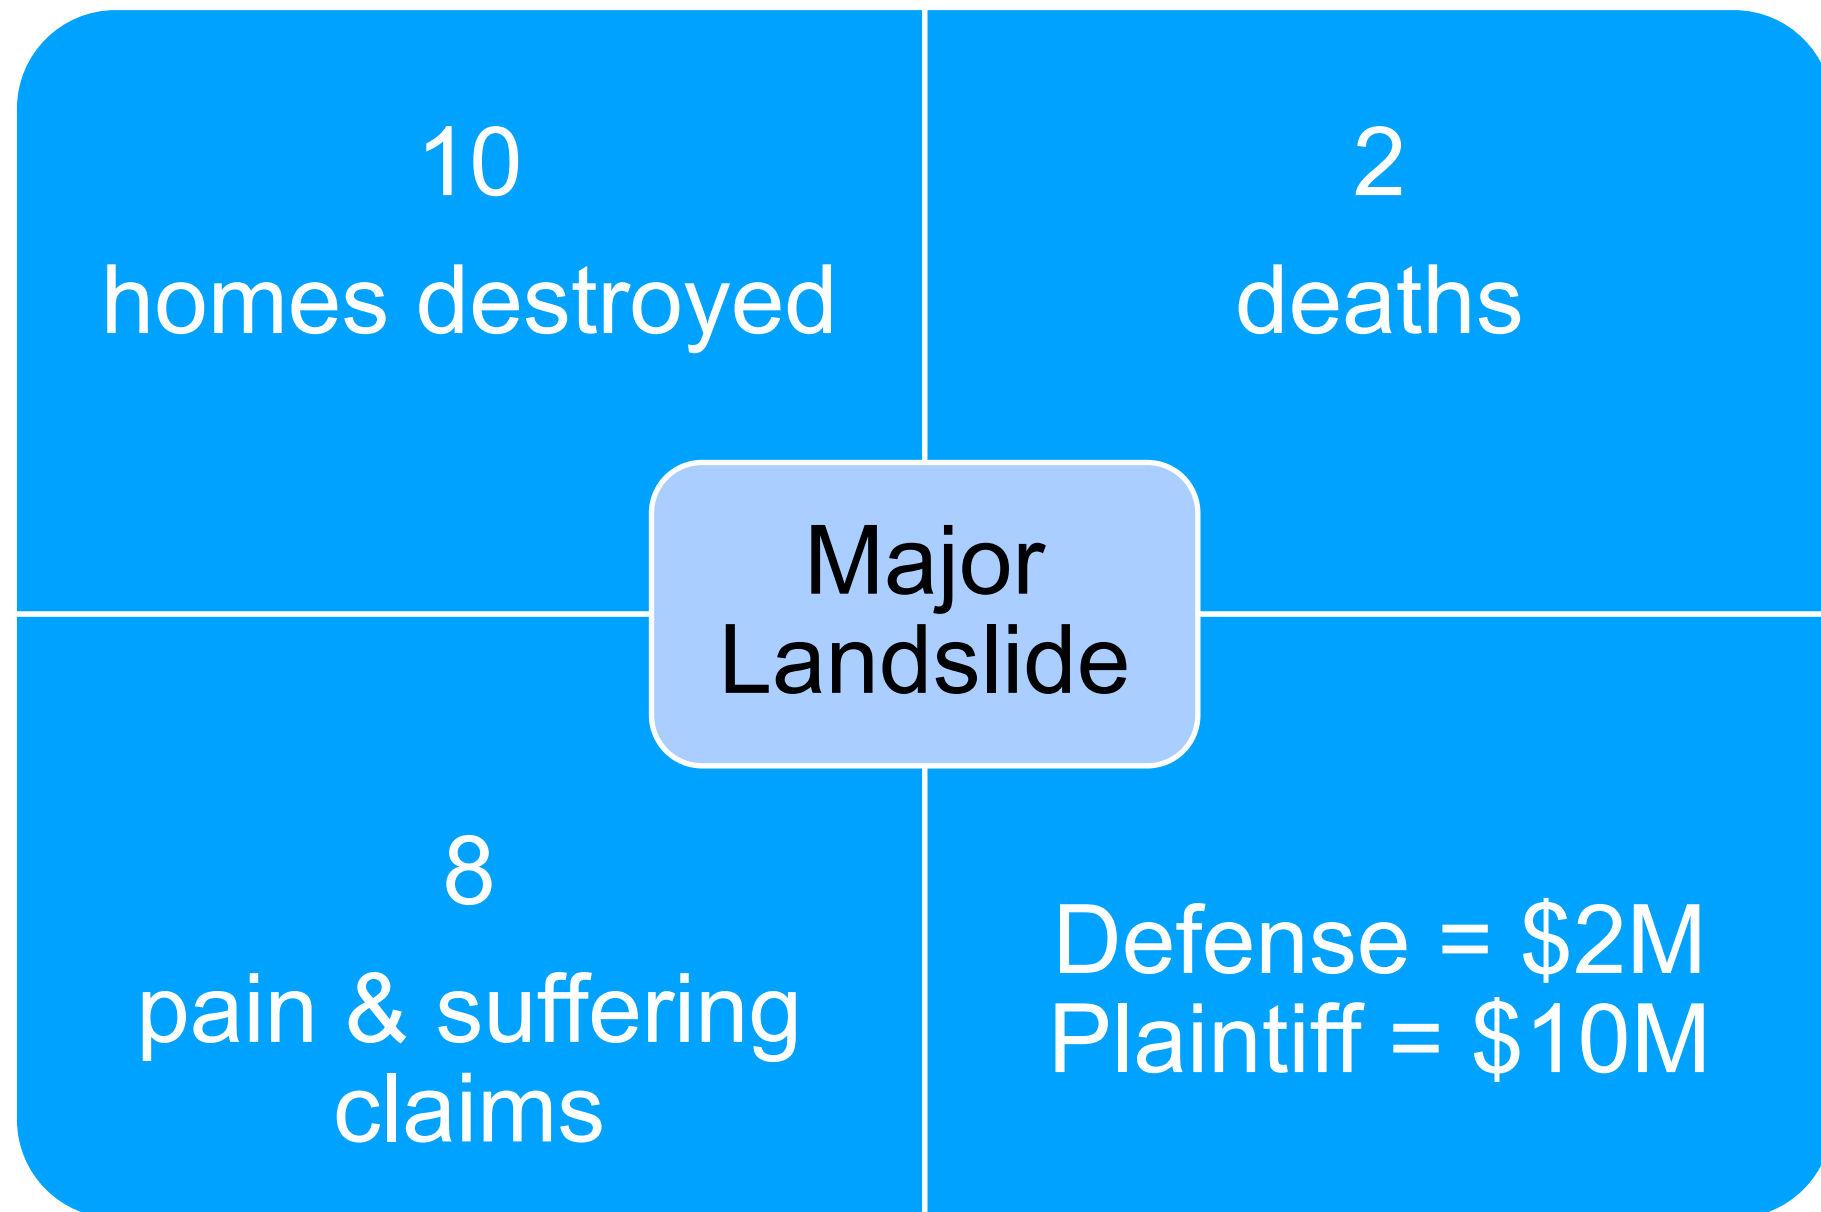 10
homes destroyed
2
deaths
Major
Landslide
8
pain & suffering
claims
Defense = $2M
Plaintiff = $10M